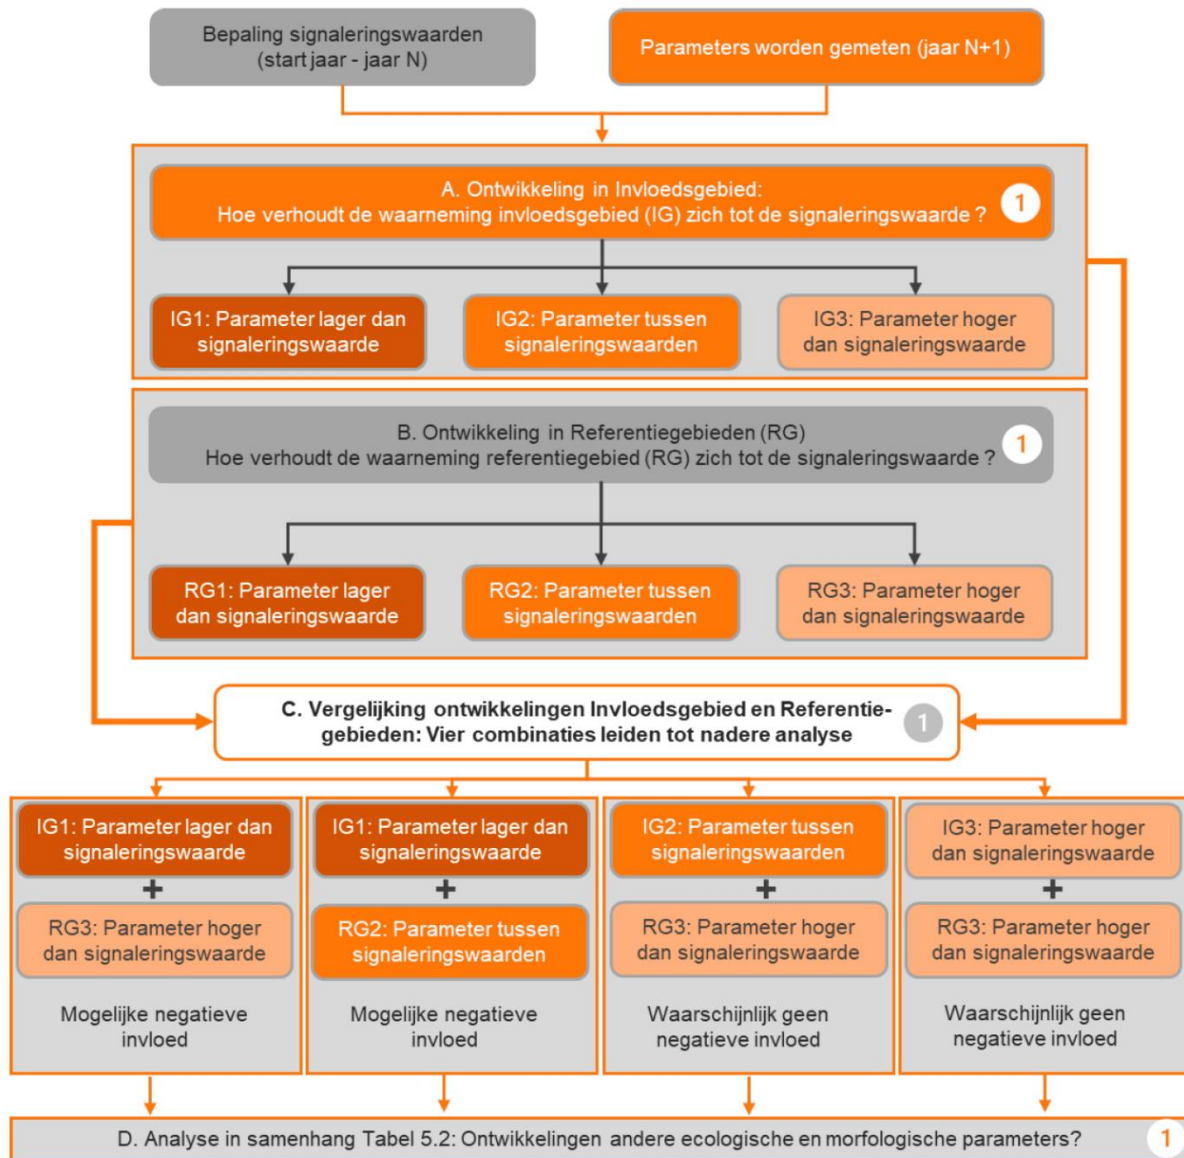 Bepaling signaleringswaarden
(start jaar - jaar N)
Parameters worden gemeten (jaar N+1)
A. Ontwikkeling in Invloedsgebied:
Hoe verhoudt de waarneming invloedsgebied (IG) zich tot de signaleringswaarde ?
1
IG1: Parameter lager dan
signaleringswaarde
IG2: Parameter tussen
signaleringswaarden
IG3: Parameter hoger
dan signaleringswaarde
B. Ontwikkeling in Referentiegebieden (RG)
Hoe verhoudt de waarneming referentiegebied (RG) zich tot de signaleringswaarde ?
1
RG1: Parameter lager
dan signaleringswaarde
RG2: Parameter tussen
signaleringswaarden
RG3: Parameter hoger
dan signaleringswaarde
C. Vergelijking ontwikkelingen Invloedsgebied en Referentie-
gebieden: Vier combinaties leiden tot nadere analyse
1
IG1: Parameter lager dan
signaleringswaarde
+
RG3: Parameter hoger
dan signaleringswaarde
Mogelijke negatieve
invloed
IG1: Parameter lager dan
signaleringswaarde
+
RG2: Parameter tussen
signaleringswaarden
Mogelijke negatieve
invloed
IG2: Parameter tussen
signaleringswaarden
+
RG3: Parameter hoger
dan signaleringswaarde
Waarschijnlijk geen
negatieve invloed
IG3: Parameter hoger
dan signaleringswaarde
+
RG3: Parameter hoger
dan signaleringswaarde
Waarschijnlijk geen
negatieve invloed
D. Analyse in samenhang Tabel 5.2: Ontwikkelingen andere ecologische en morfologische parameters?
1